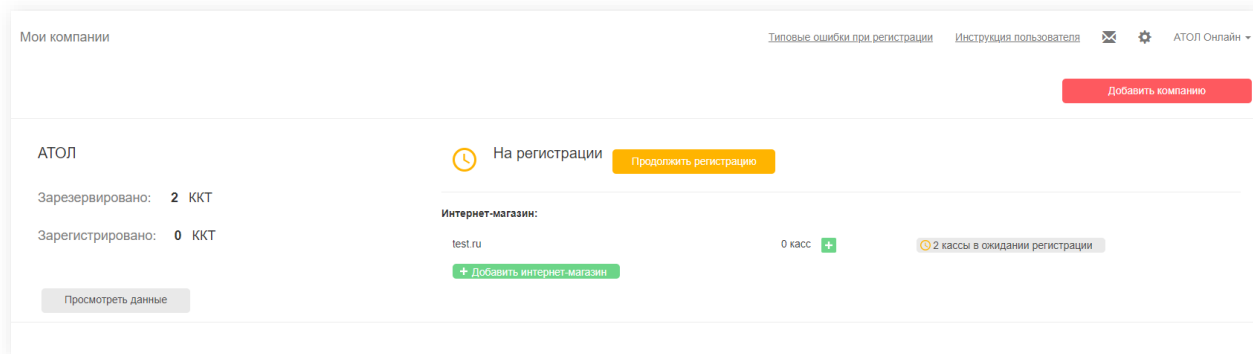 Мои компании
Типовые ошибки при регистрации Инструкция пользователя АТОЛ Онлайн
Добавить компанию
АТОЛ
На регистрации Продолжить регистрацию
Зарезервировано: 2 ККТ
Интернет-магазин:
Зарегистрировано: 0 ККТ
test.ru 0 касс + 2 кассы в ожидании регистрации
+ Добавить интернет-магазин
Просмотреть данные